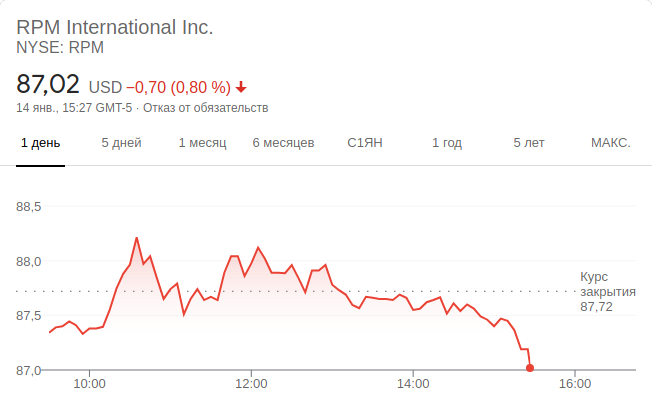 RPM International Inc.
NYSE: RPM
87,02 USD −0,70 (0,80 %)
14 янв., 15:27 GMT-5 · Отказ от обязательств
1 день 5 дней 1 месяц 6 месяцев С1ЯН 1 год 5 лет МАКС.
88,5
88,0
Курс
закрытия
87,72
87,5
87,0
10:00 12:00 14:00 16:00